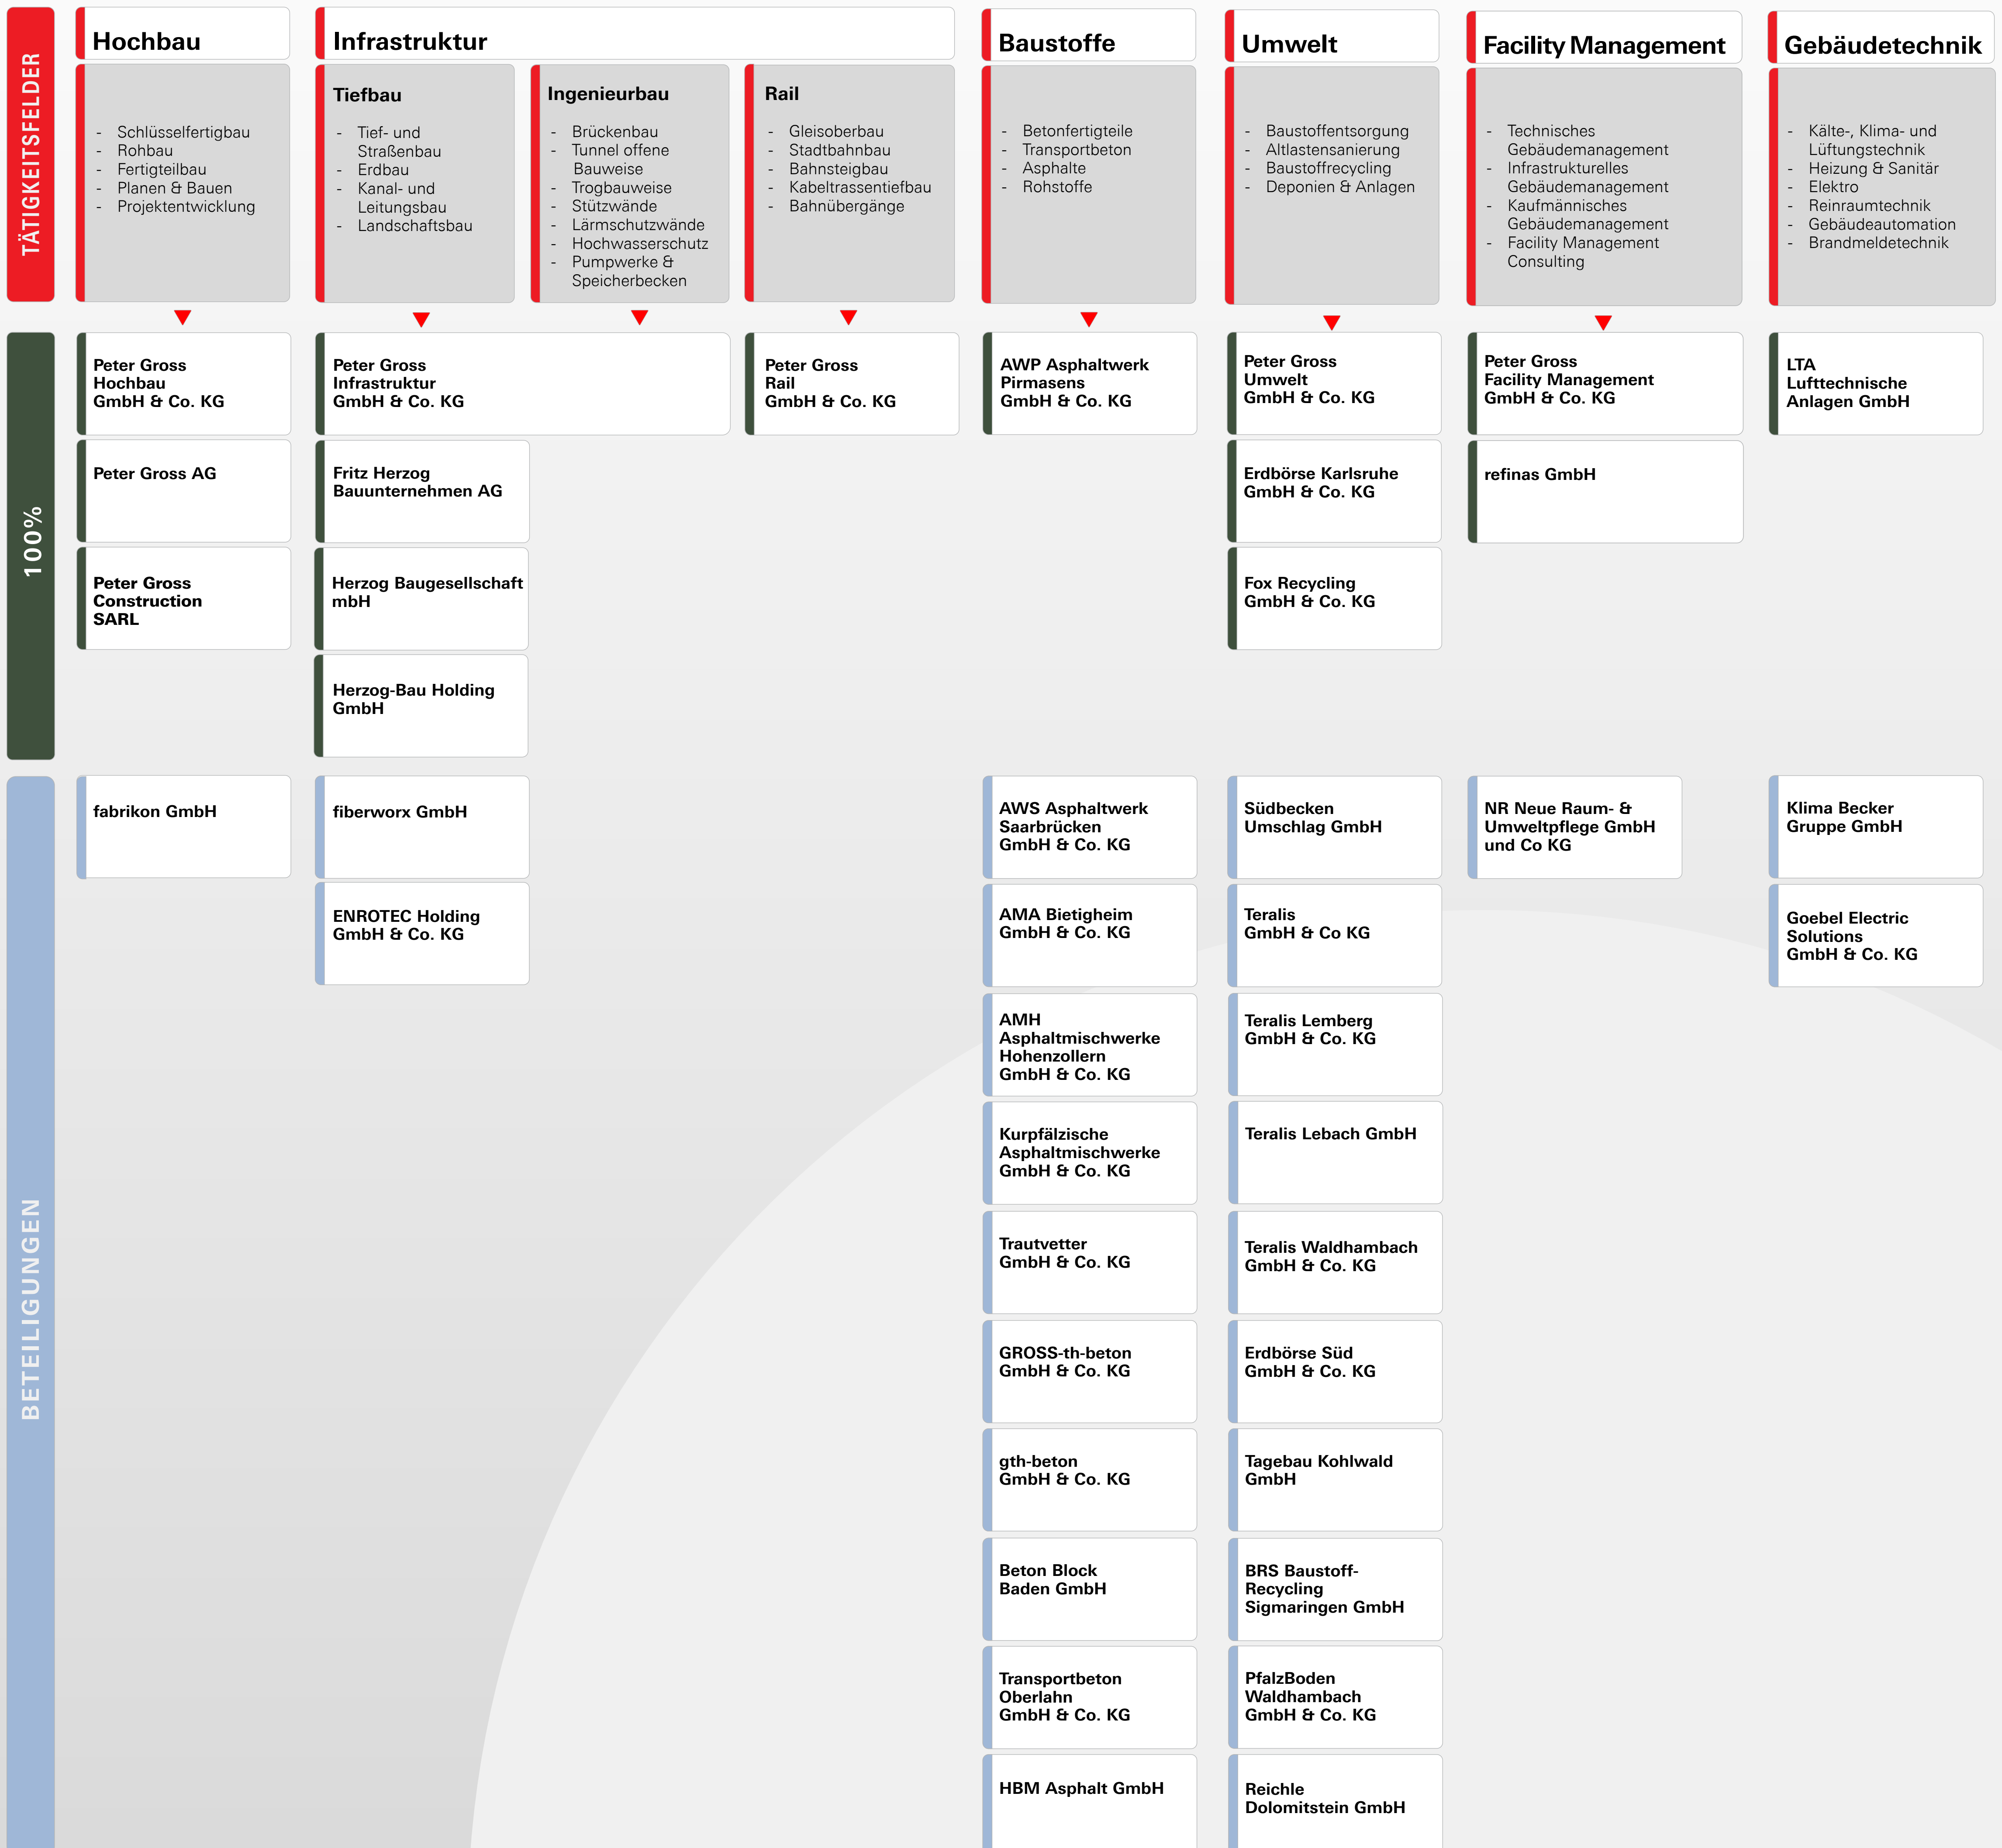 TÄTIGKEITSFELDER
Hochbau
- Schlüsselfertigbau
- Rohbau
- Fertigteilbau
- Planen & Bauen
- Projektentwicklung
Infrastruktur
Tiefbau
- Tief- und
Straßenbau
- Erdbau
- Kanal- und
Leitungsbau
- Landschaftsbau
Ingenieurbau
- Brückenbau
- Tunnel offene
Bauweise
- Trogbauweise
- Stützwände
- Lärmschutzwände
- Hochwasserschutz
- Pumpwerke &
Speicherbecken
Rail
- Gleisoberbau
- Stadtbahnbau
- Bahnsteigbau
- Kabeltrassentiefbau
- Bahnübergänge
Baustoffe
- Betonfertigteile
- Transportbeton
- Asphalte
- Rohstoffe
Umwelt
- Baustoffentsorgung
- Altlastensanierung
- Baustoffrecycling
- Deponien & Anlagen
Facility Management
- Technisches
Gebäudemanagement
- Infrastrukturelles
Gebäudemanagement
- Kaufmännisches
Gebäudemanagement
- Facility Management
Consulting
Gebäudetechnik
- Kälte-, Klima- und
Lüftungstechnik
- Heizung & Sanitär
- Elektro
- Reinraumtechnik
- Gebäudeautomation
- Brandmeldetechnik
100%
Peter Gross
Hochbau
GmbH & Co. KG
Peter Gross AG
Peter Gross
Construction
SARL
Peter Gross
Infrastruktur
GmbH & Co. KG
Fritz Herzog
Bauunternehmen AG
Herzog Baugesellschaft
mbH
Herzog-Bau Holding
GmbH
Peter Gross
Rail
GmbH & Co. KG
AWP Asphaltwerk
Pirmasens
GmbH & Co. KG
Peter Gross
Umwelt
GmbH & Co. KG
Erdbörse Karlsruhe
GmbH & Co. KG
Fox Recycling
GmbH & Co. KG
Peter Gross
Facility Management
GmbH & Co. KG
refinas GmbH
LTA
Lufttechnische
Anlagen GmbH
BETEILIGUNGEN
fabrikon GmbH
fiberworx GmbH
ENROTEC Holding
GmbH & Co. KG
AWS Asphaltwerk
Saarbrücken
GmbH & Co. KG
AMA Bietigheim
GmbH & Co. KG
AMH
Asphaltmischwerke
Hohenzollern
GmbH & Co. KG
Kurpfälzische
Asphaltmischwerke
GmbH & Co. KG
Trautvetter
GmbH & Co. KG
GROSS-th-beton
GmbH & Co. KG
gth-beton
GmbH & Co. KG
Beton Block
Baden GmbH
Transportbeton
Oberlahn
GmbH & Co. KG
HBM Asphalt GmbH
Südbecken
Umschlag GmbH
Teralis
GmbH & Co KG
Teralis Lemberg
GmbH & Co. KG
Teralis Lebach GmbH
Teralis Waldhambach
GmbH & Co. KG
Erdbörse Süd
GmbH & Co. KG
Tagebau Kohlwald
GmbH
BRS Baustoff-
Recycling
Sigmaringen GmbH
PfalzBoden
Waldhambach
GmbH & Co. KG
Reichle
Dolomitstein GmbH
NR Neue Raum- &
Umweltpflege GmbH
und Co KG
Klima Becker
Gruppe GmbH
Goebel Electric
Solutions
GmbH & Co. KG